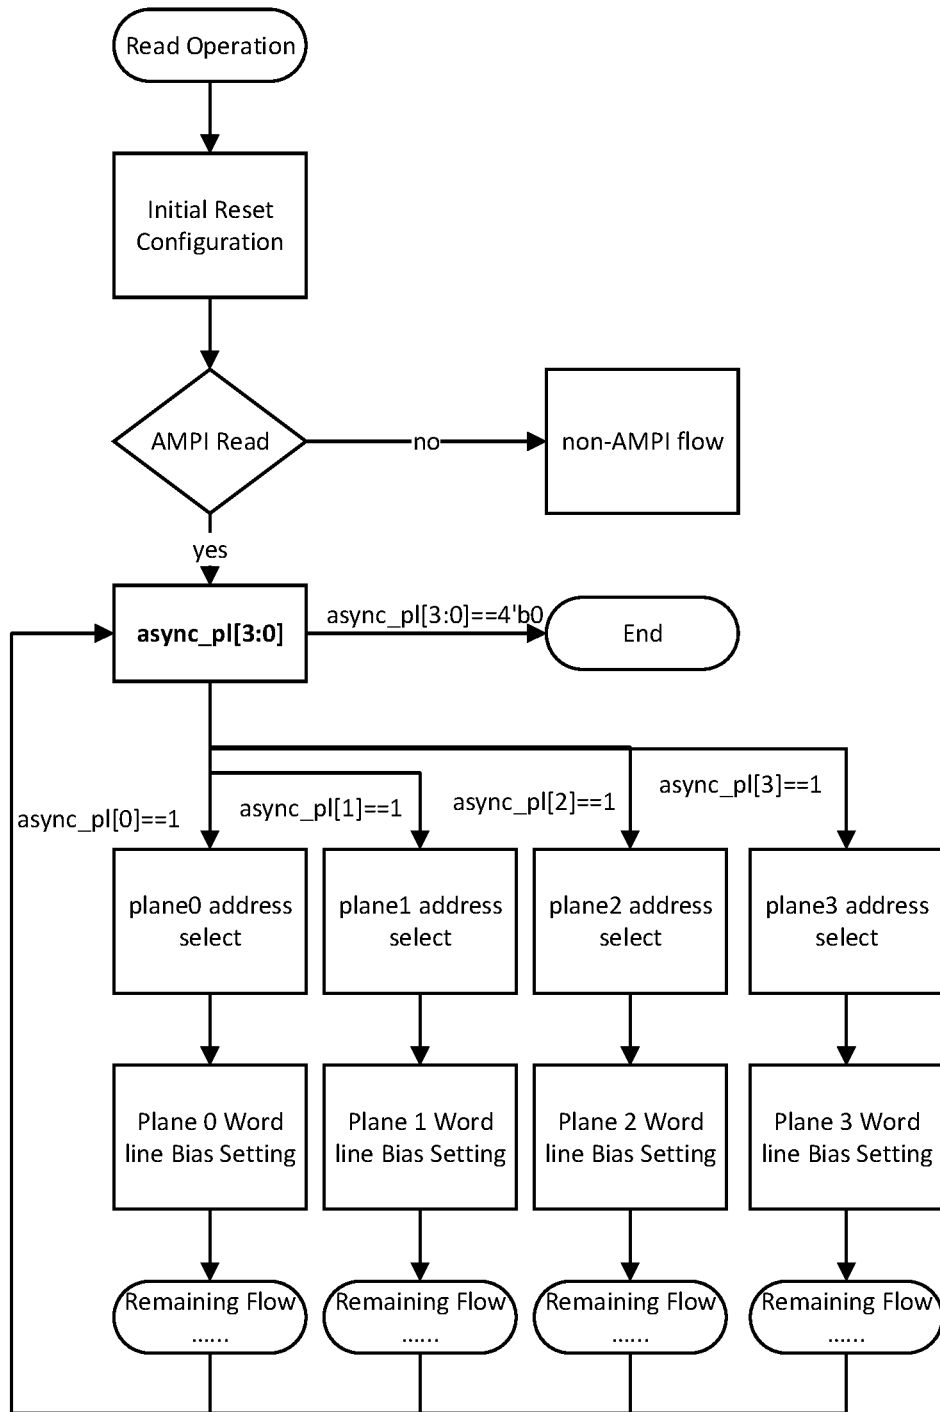 Read Operation
Initial Reset
Configuration
AMPI Read
no
non-AMPI flow
yes
async_pl[3:0]
async_pl[3:0]==4'b0
End
async_pl[0]==1
async_pl[1]==1
async_pl[2]==1
async_pl[3]==1
plane0 address
select
plane1 address
select
plane2 address
select
plane3 address
select
Plane 0 Word
line Bias Setting
Plane 1 Word
line Bias Setting
Plane 2 Word
line Bias Setting
Plane 3 Word
line Bias Setting
Remaining Flow
......
Remaining Flow
......
Remaining Flow
......
Remaining Flow
......